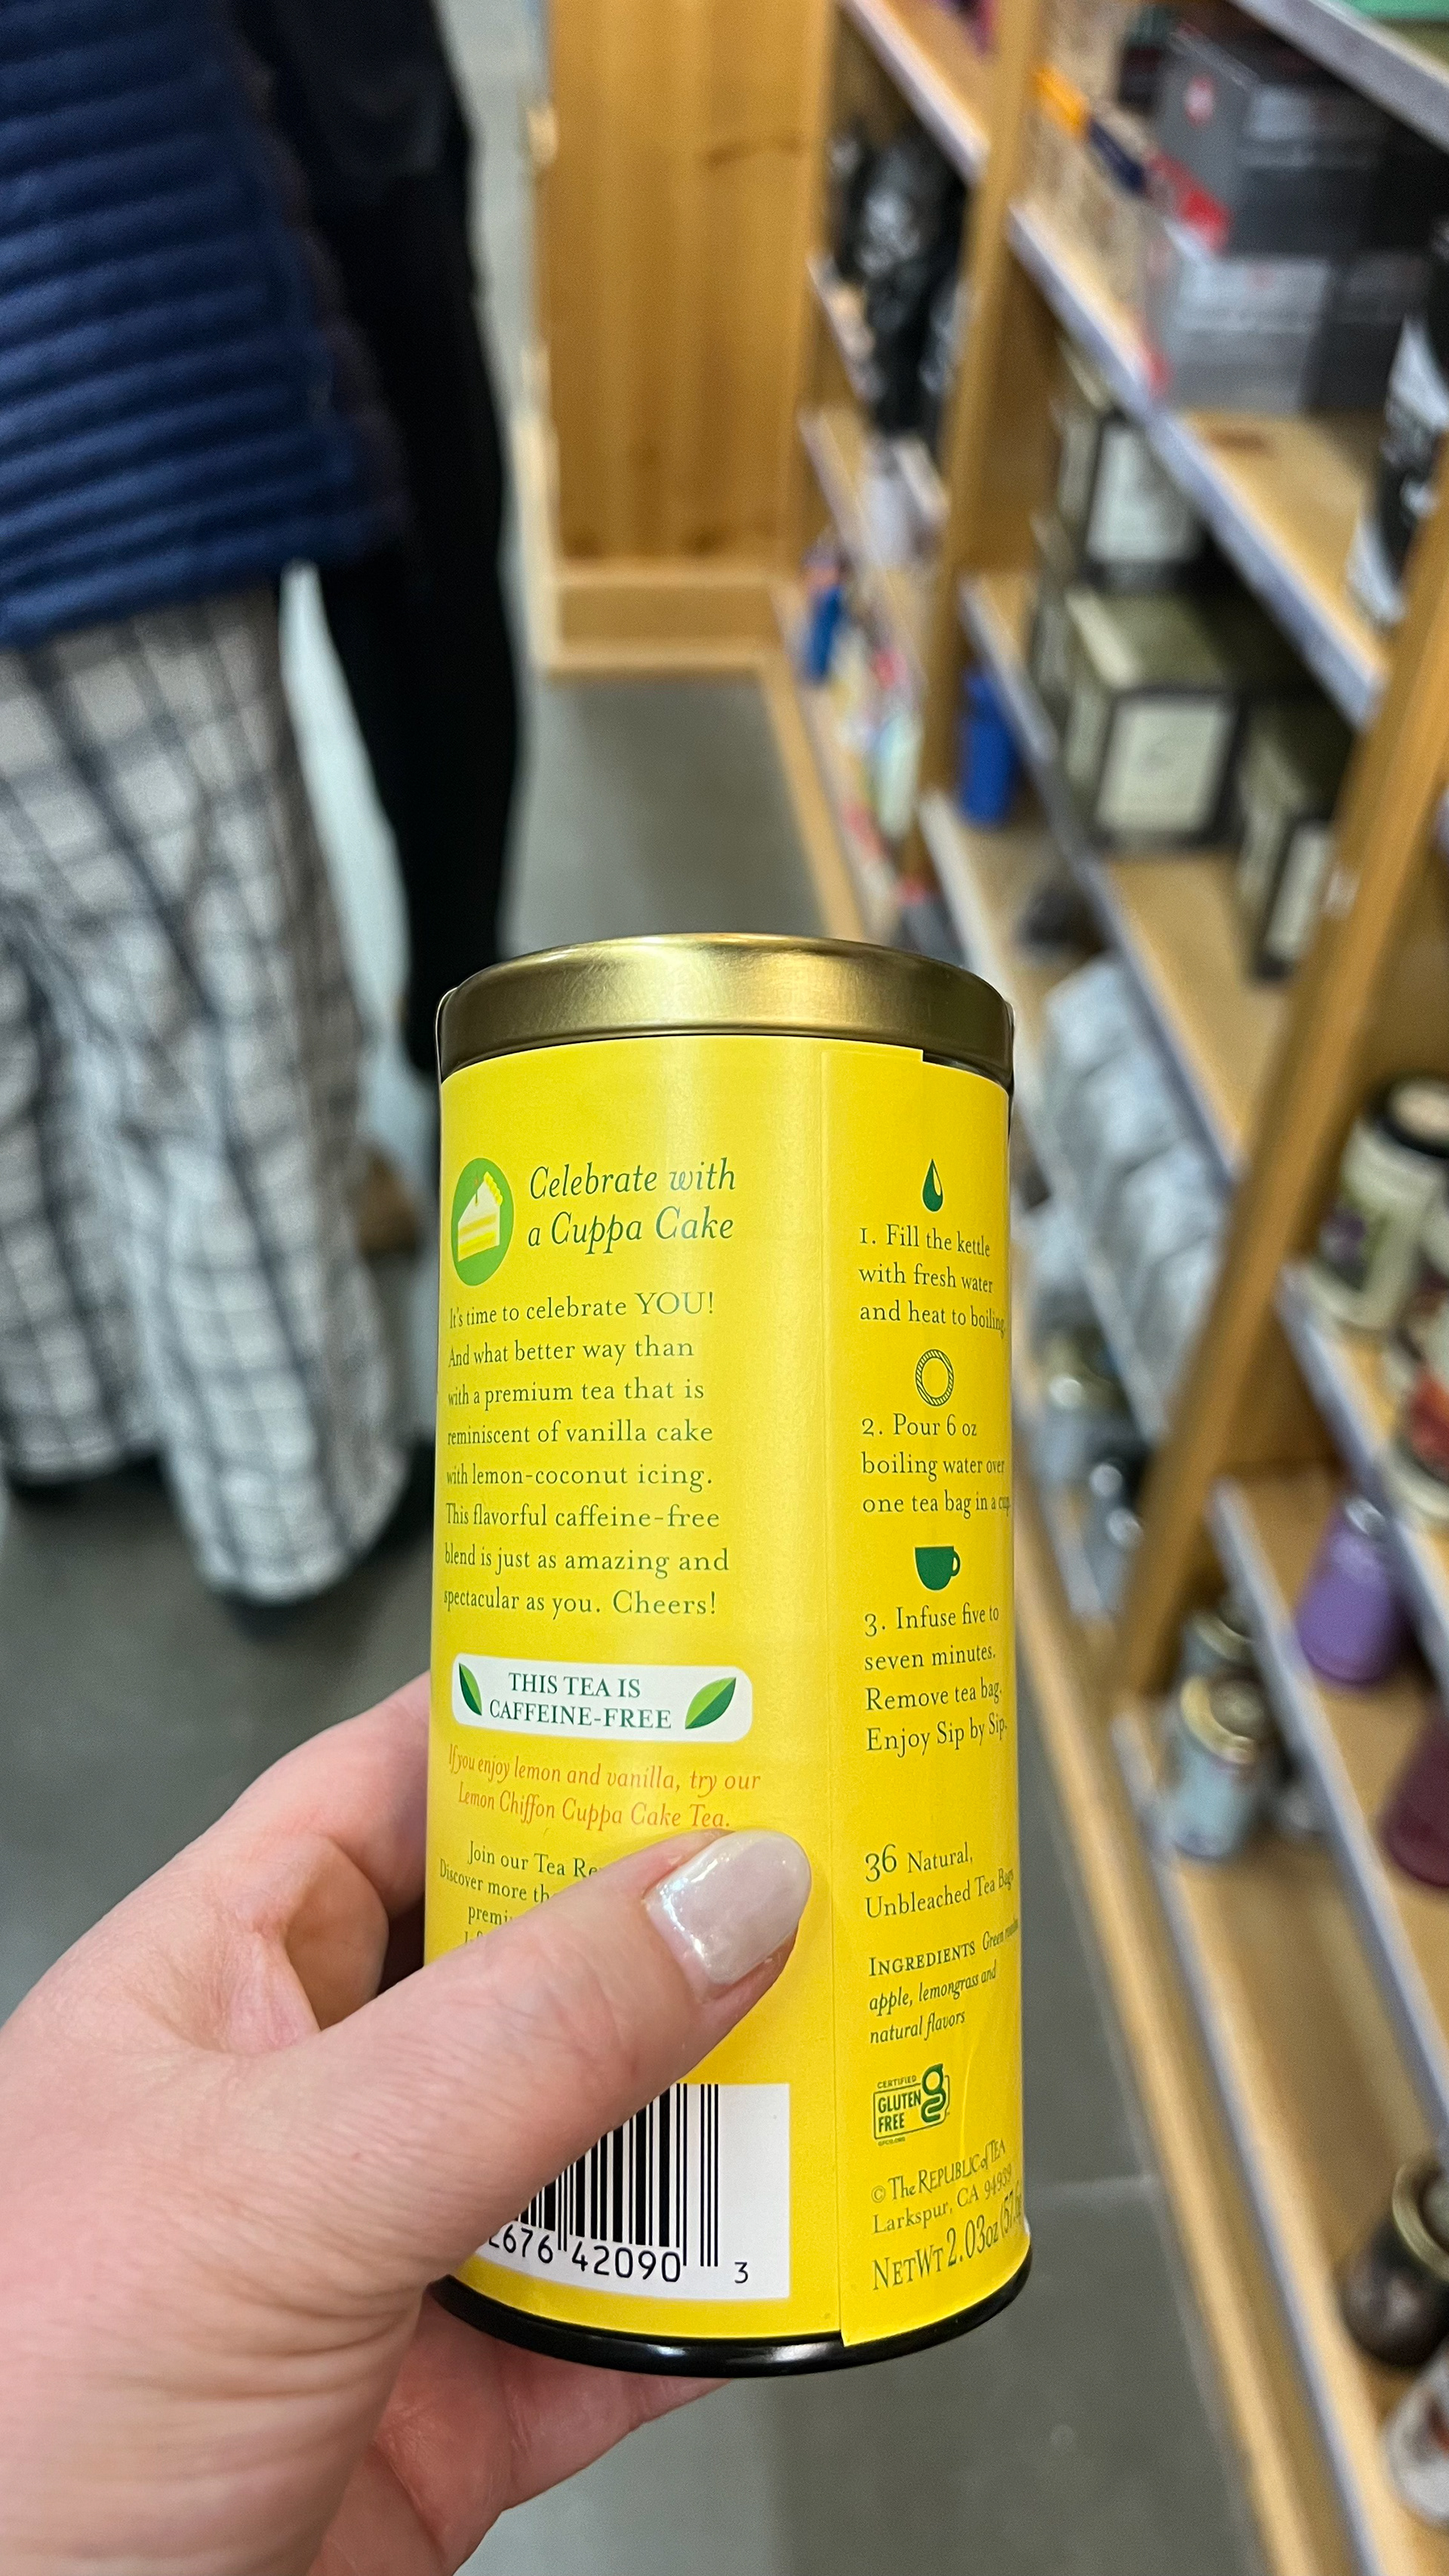 Celebrate with
a Cuppa Cake
It's time to celebrate YOU!
And what better way than
with a premium tea that is
reminiscent of vanilla cake
with lemon-coconut icing.
This flavorful caffeine-free
blend is just as amazing and
spectacular as you. Cheers!
THIS TEA IS
CAFFEINE-FREE
If you enjoy lemon and vanilla, try our
Lemon Chiffon Cuppa Cake Tea.
Join our Tea
Discover more
676 42090 3
1. Fill the kettle
with fresh water
and heat to boiling.
2. Pour 6 oz
boiling water over
one tea bag in a cup.
3. Infuse five to
seven minutes.
Remove tea bag.
Enjoy Sip by Sip.
36 Natural,
Unbleached Tea Bags
INGREDIENTS Green
apple, lemongrass and
natural flavors
CERTIFIED
GLUTEN
FREE
© The REPUBLIC of TEA
Larkspur, CA 94939
NETWT 2.03oz